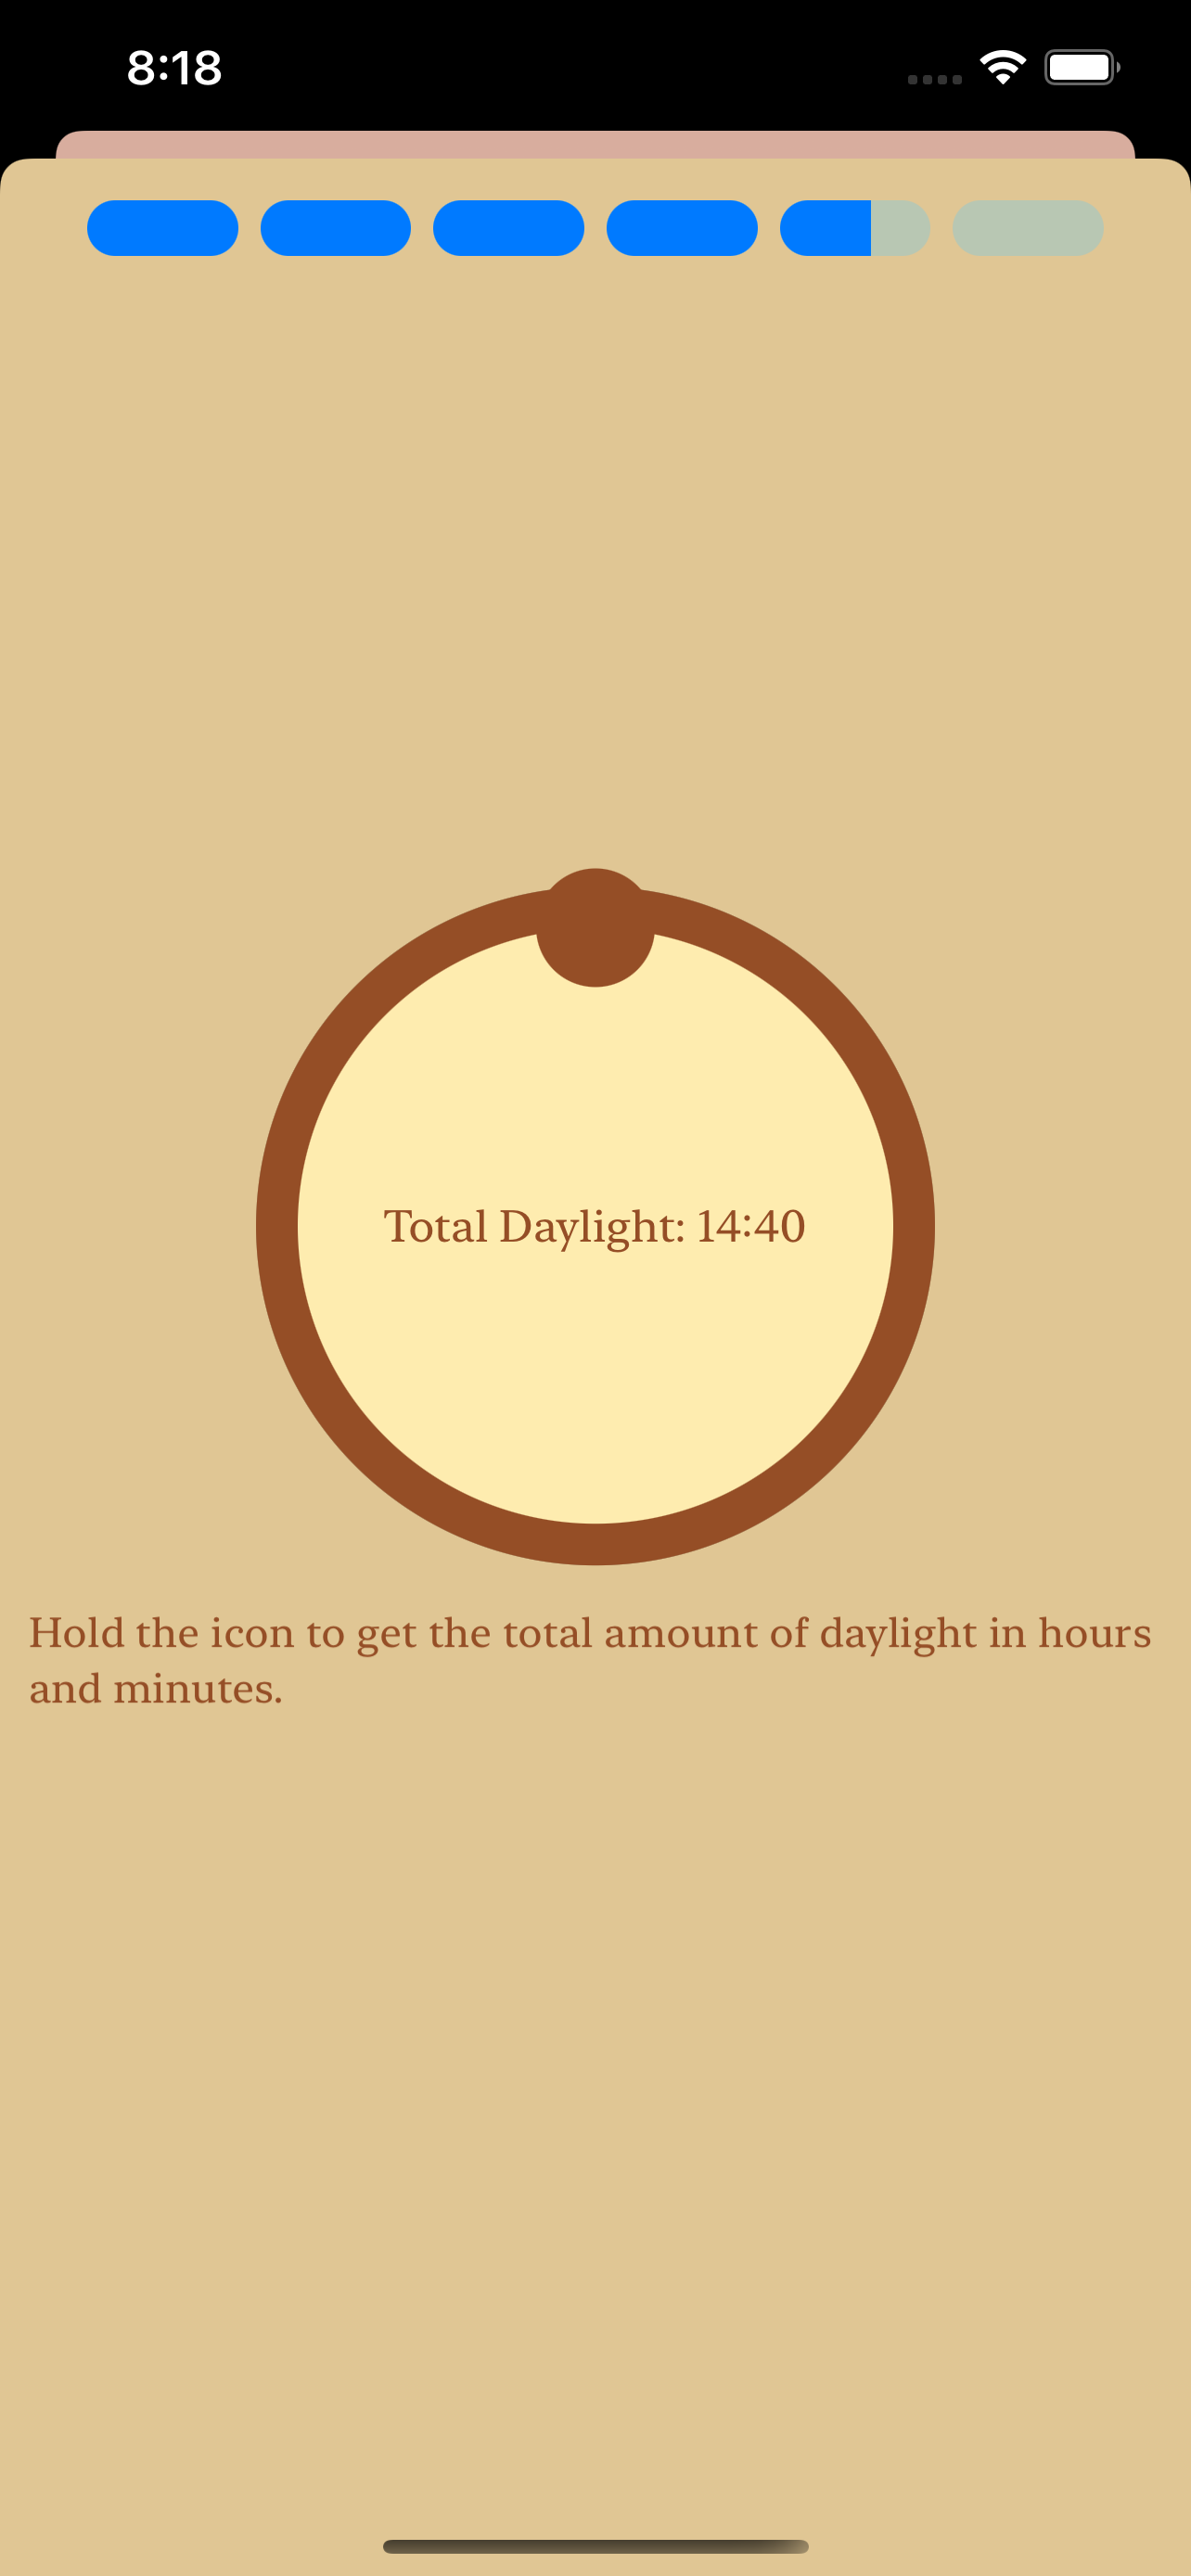 8:18
Total Daylight: 14:40
Hold the icon to get the total amount of daylight in hours
and minutes.